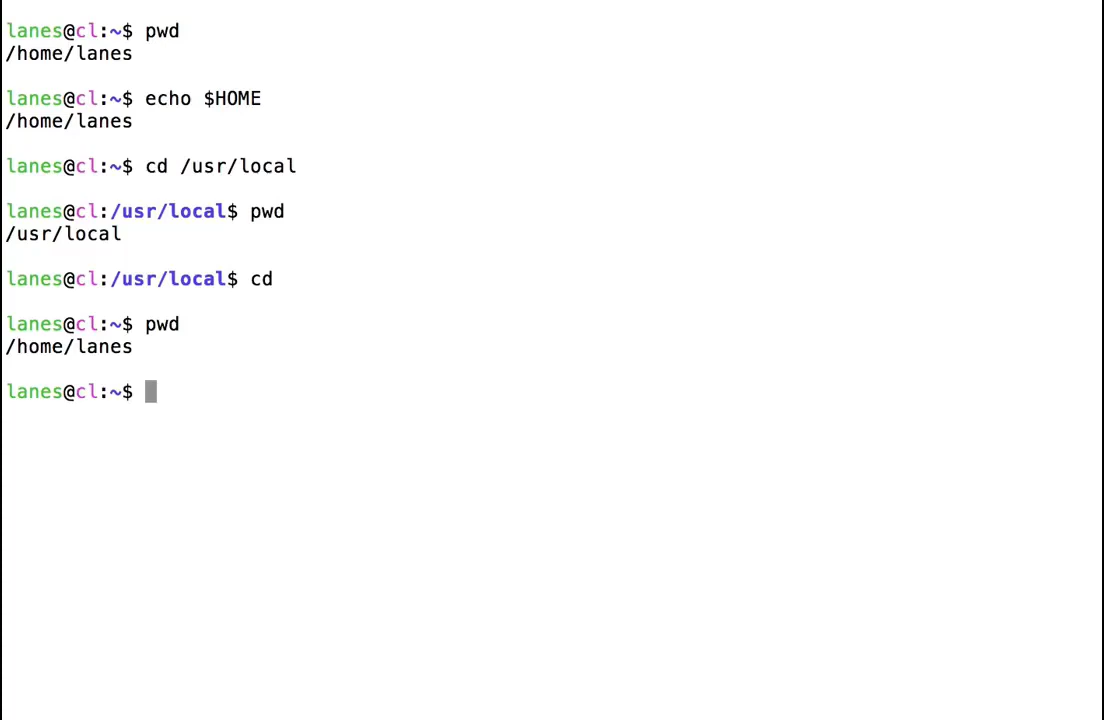 lanes@cl:~$ pwd
/home/lanes
lanes@cl:~$ echo $HOME
/home/lanes
lanes@cl:~$ cd /usr/local
lanes@cl:/usr/local$ pwd
/usr/local
lanes@cl:/usr/local$ cd
lanes@cl:~$ pwd
/home/lanes
lanes@cl:~$